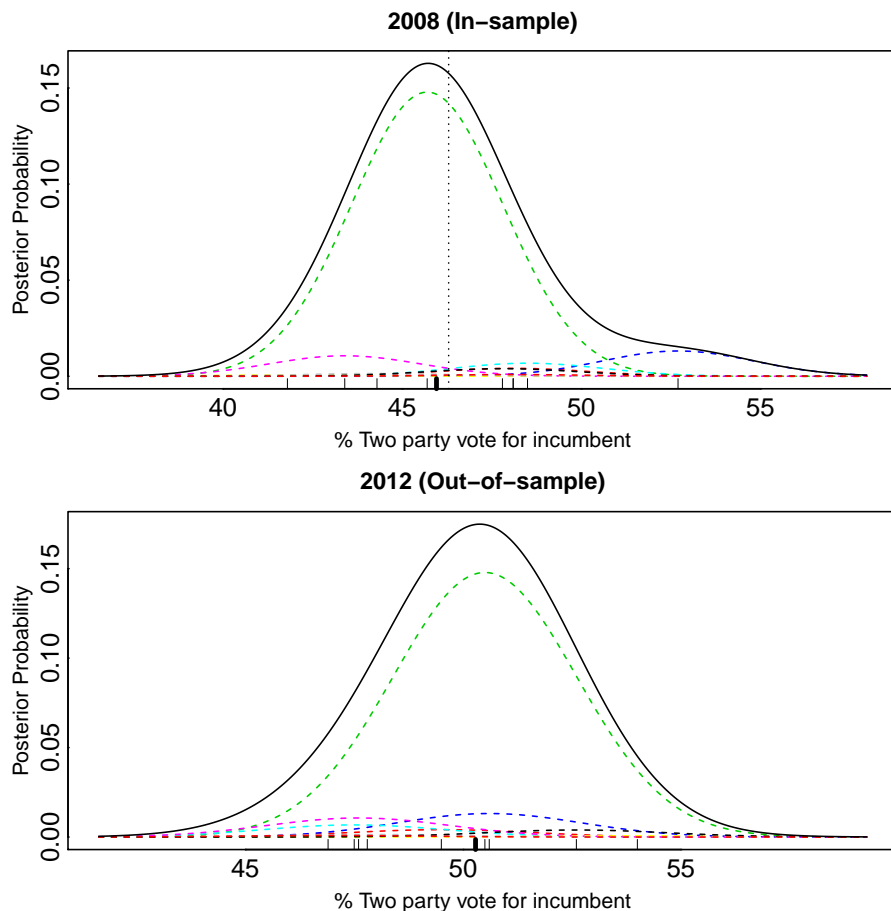 2008 (In−sample)
Posterior Probability
0.15
0.10
0.05
0.00
40 45 50 55
% Two party vote for incumbent
2012 (Out−of−sample)
Posterior Probability
0.15
0.10
0.05
0.00
45 50 55
% Two party vote for incumbent